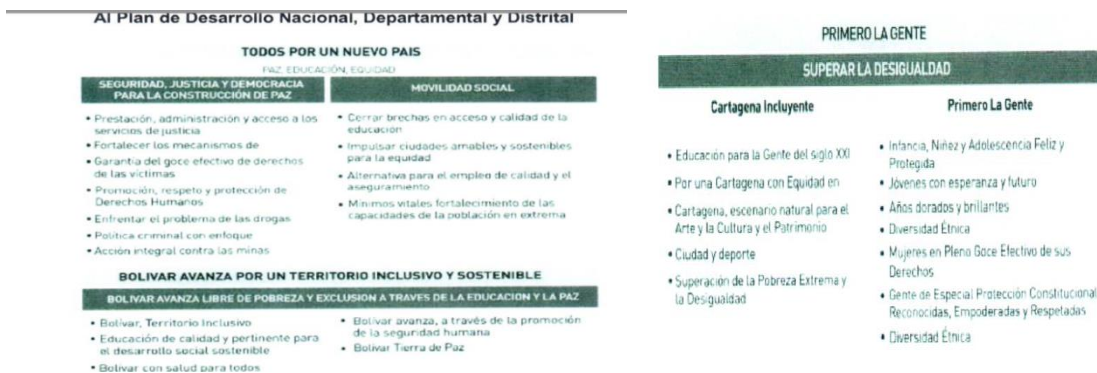 Al Plan de Desarrollo Nacional, Departamental y Distrital
TODOS POR UN NUEVO PAIS
PAZ, EDUCACIÓN, EQUIDAD
SEGURIDAD, JUSTICIA Y DEMOCRACIA
PARA LA CONSTRUCCIÓN DE PAZ
• Prestación, administración y acceso a los
servicios de justicia
• Fortalecer los mecanismos de
• Garantía del goce efectivo de derechos
de las víctimas
• Promoción, respeto y protección de
Derechos Humanos
• Enfrentar el problema de las drogas
• Política criminal con enfoque
• Acción integral contra las minas
MOVILIDAD SOCIAL
• Cerrar brechas en acceso y calidad de la
educación
• Impulsar ciudades amables y sostenibles
para la equidad
• Alternativa para el empleo de calidad y el
aseguramiento
• Mínimos vitales fortalecimiento de las
capacidades de la población en extrema
BOLIVAR AVANZA POR UN TERRITORIO INCLUSIVO Y SOSTENIBLE
BOLIVAR AVANZA LIBRE DE POBREZA Y EXCLUSION A TRAVES DE LA EDUCACION Y LA PAZ
• Bolívar, Territorio Inclusivo
• Educación de calidad y pertinente para
el desarrollo social sostenible
• Bolivar con salud para todos
• Bolívar avanza, a través de la promoción
de la seguridad humana
• Bolivar Tierra de Paz
PRIMERO LA GENTE
SUPERAR LA DESIGUALDAD
Cartagena Incluyente
• Educación para la Gente del siglo XXI
• Por una Cartagena con Equidad en
• Cartagena, escenario natural para el
Arte y la Cultura y el Patrimonio
• Ciudad y deporte
• Superación de la Pobreza Extrema y
la Desigualdad
Primero La Gente
• Infancia, Niñez y Adolescencia Feliz y
Protegida
• Jóvenes con esperanza y futuro
• Años dorados y brillantes
• Diversidad Étnica
• Mujeres en Pleno Goce Efectivo de sus
Derechos
• Gente de Especial Protección Constitucional
Reconocidas, Empoderadas y Respetadas
• Diversidad Étnica